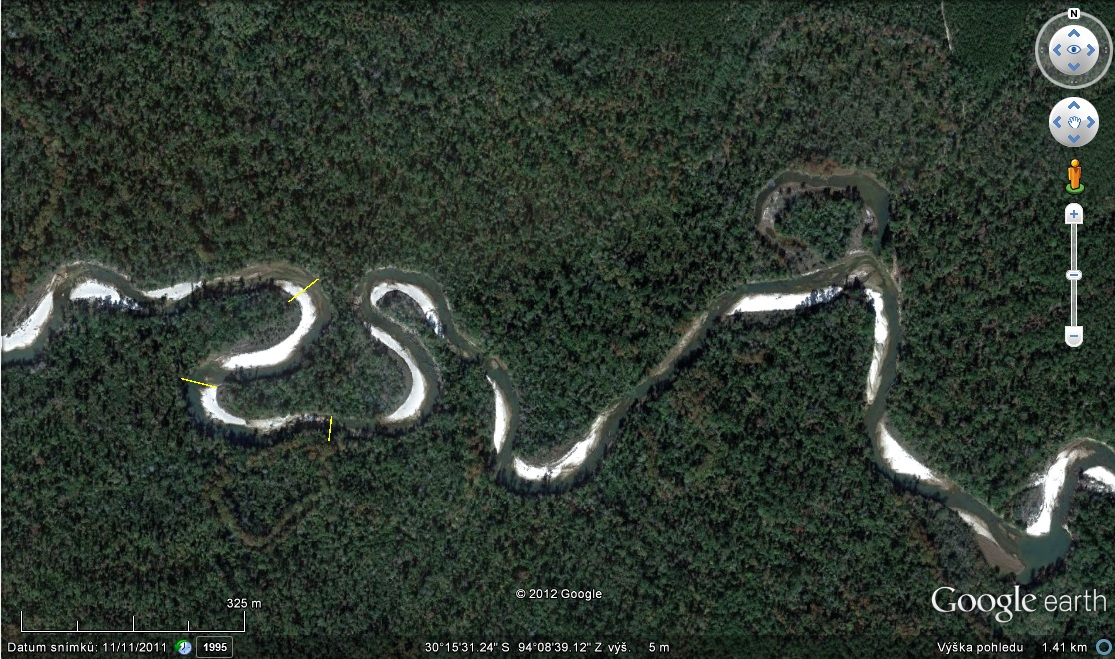 N
325 m
© 2012 Google
Google earth
Datum snímků: 11/11/2011 1995 30°15'31.24" S 94°08'39.12" Z výš. 5 m Výška pohledu 1.41 km